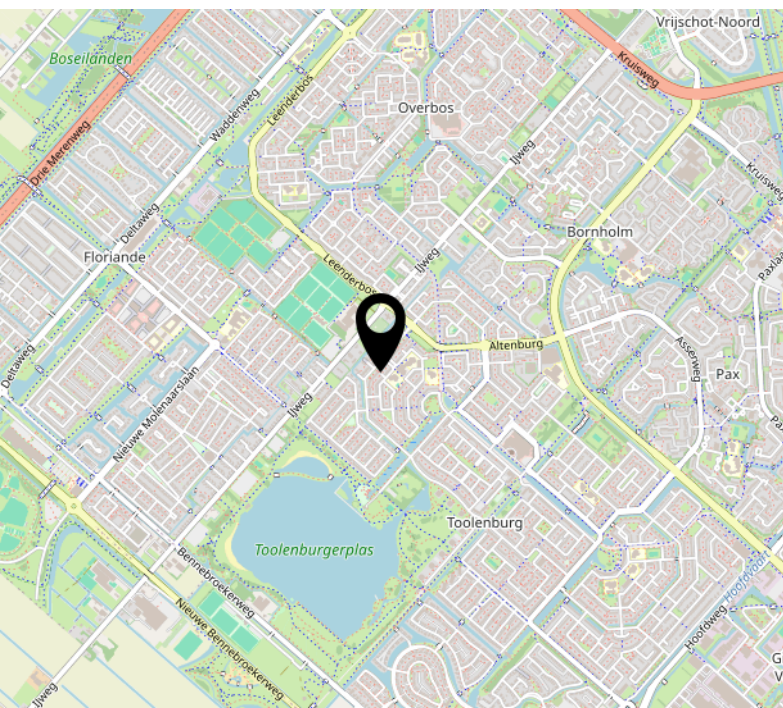 Vrijschot-Noord
Boseilanden
Kruisweg
Leenderbos
Waddenweg
Overbos
Drie Merenweg
IJweg
Kruisweg
Deltaweg
Bornholm
Floriande
IJweg
Leenderbos
Altenburg
Asserweg
Deltaweg
Pax
Nieuwe Molenaarslaan
IJweg
Toolenburg
Toolenburgerplas
Bennebroekerweg
Hoofdvaart
Nieuwe Bennebroekerweg
Hoofdweg
IJweg